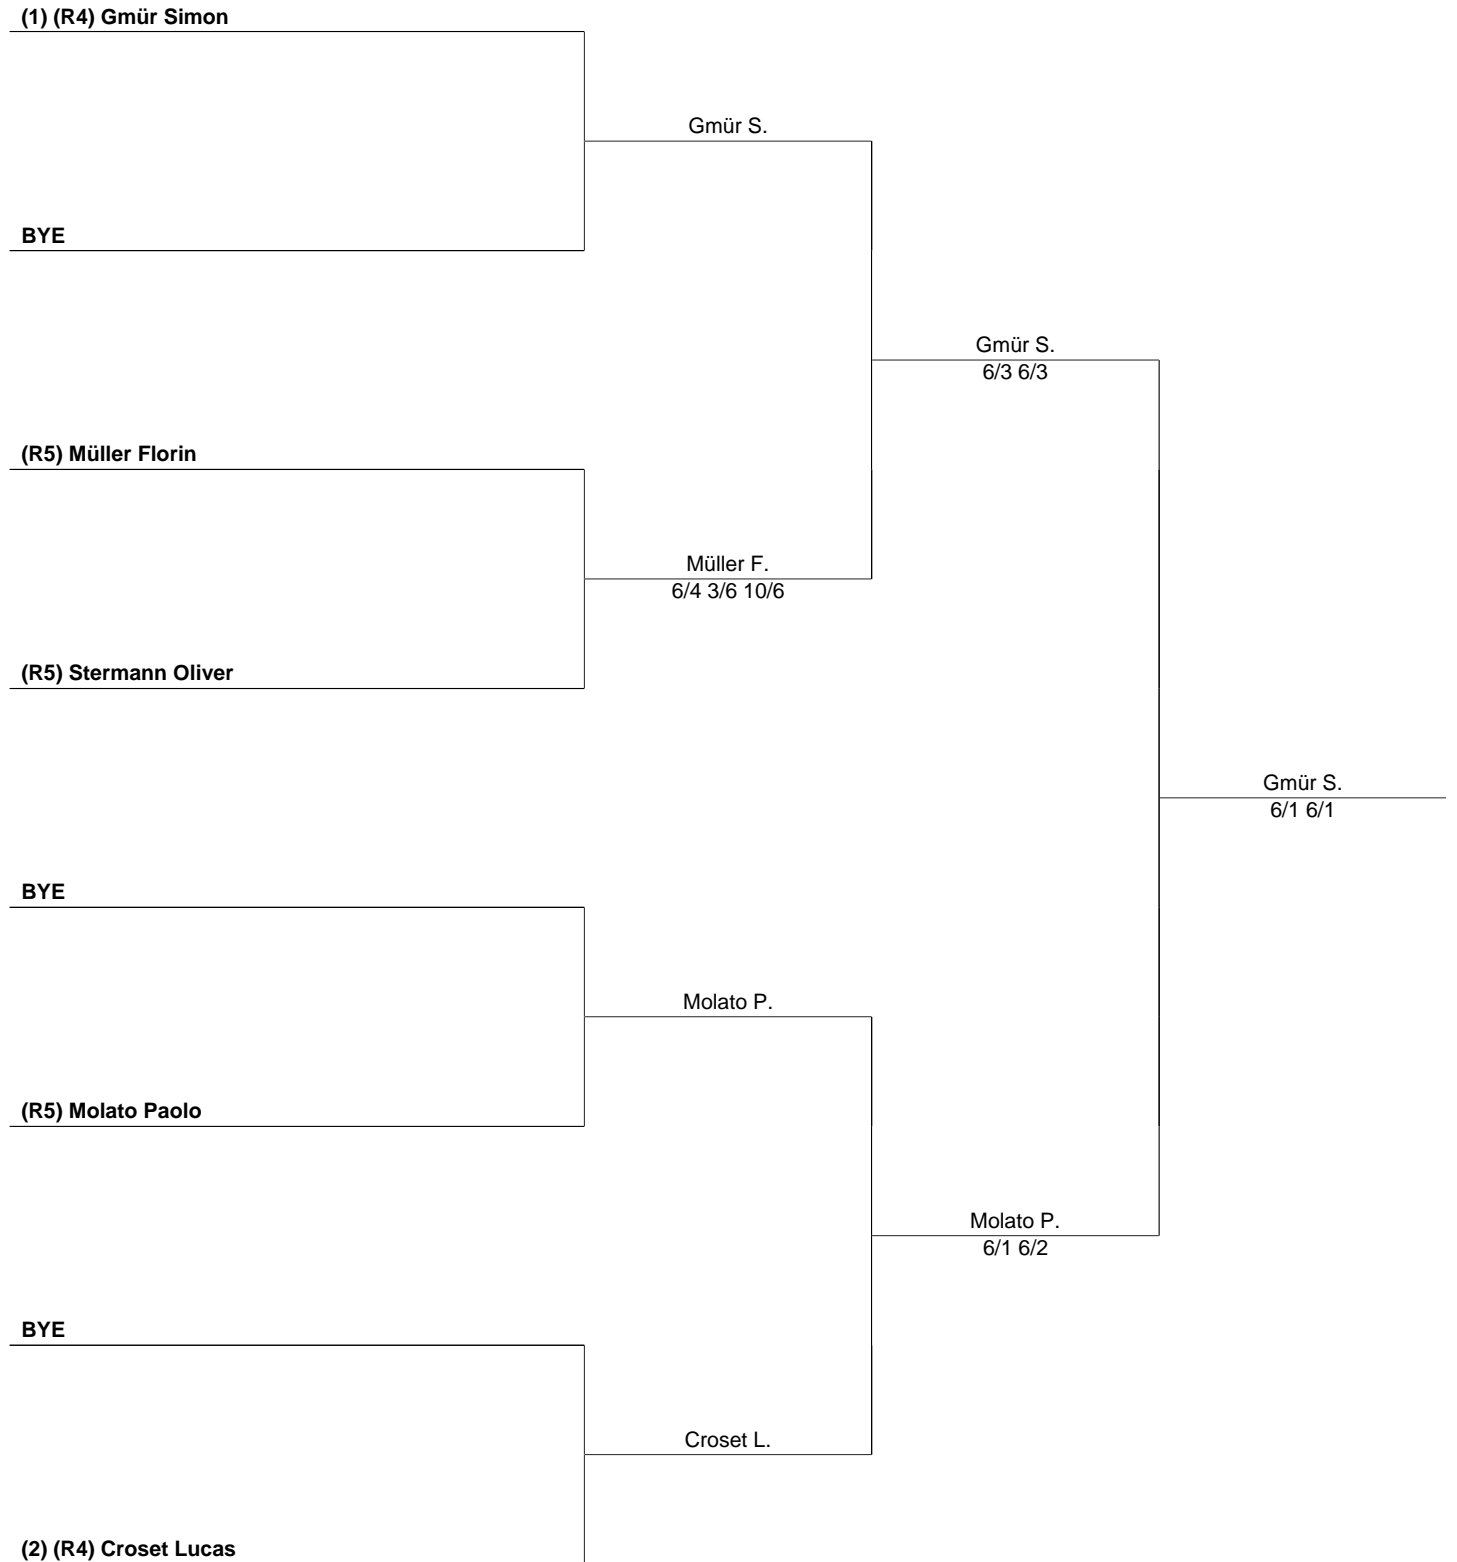 (1) (R4) Gmür Simon
Gmür S.
BYE
Gmür S.
6/3 6/3
(R5) Müller Florin
Müller F.
6/4 3/6 10/6
(R5) Stermann Oliver
Gmür S.
6/1 6/1
BYE
Molato P.
(R5) Molato Paolo
Molato P.
6/1 6/2
BYE
Croset L.
(2) (R4) Croset Lucas